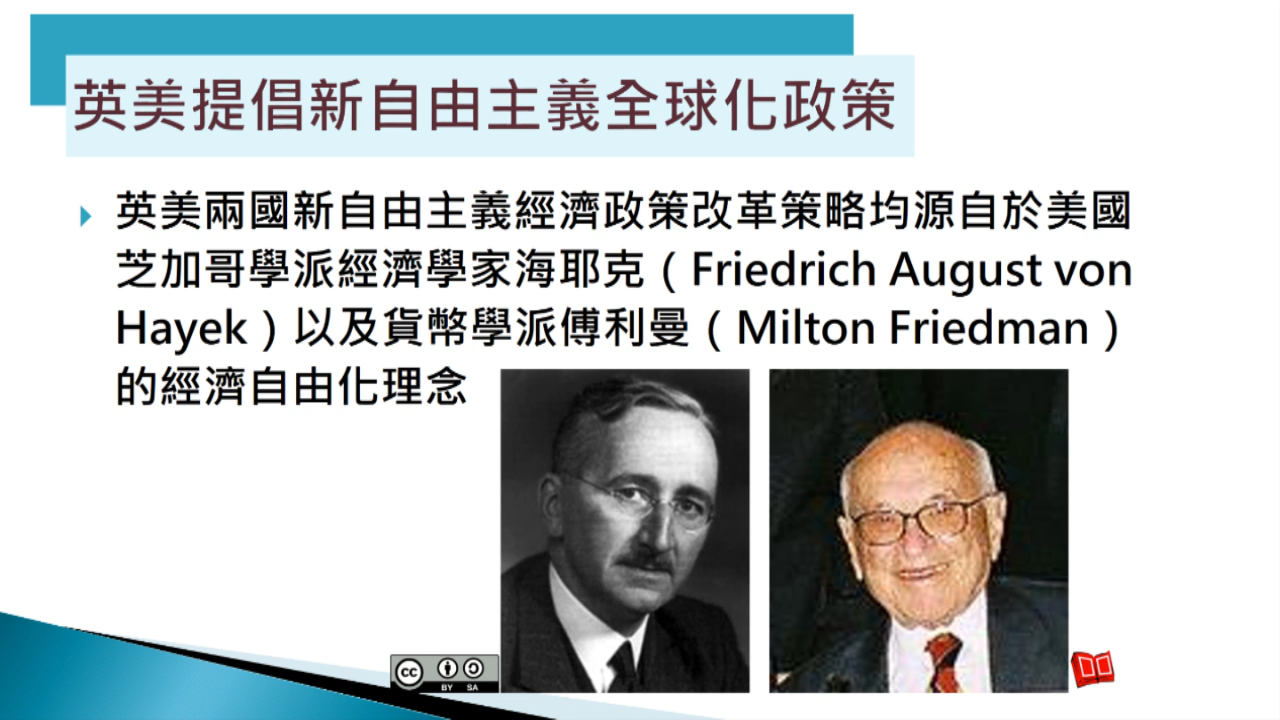 英美提倡新自由主義全球化政策
英美兩國新自由主義經濟政策改革策略均源自於美國
芝加哥學派經濟學家海耶克（Friedrich August von
Hayek）以及貨幣學派傅利曼（Milton Friedman）
的經濟自由化理念
cc BY SA